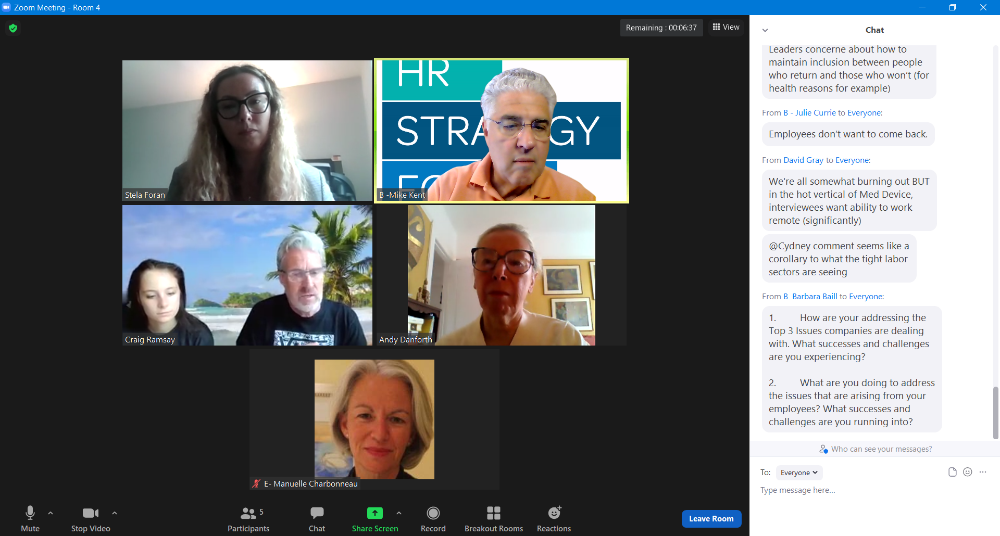 Zoom Meeting - Room 4
Remaining : 00:06:37
View
HR
STRA GY
Stela Foran
B -Mike Kent
Craig Ramsay
Andy Danforth
E- Manuelle Charbonneau
Mute
Stop Video
5
Participants
Chat
Share Screen
Record
Breakout Rooms
Reactions
Leave Room
Chat
Leaders concerne about how to
maintain inclusion between people
who return and those who won't (for
health reasons for example)
From B - Julie Currie to Everyone:
Employees don't want to come back.
From David Gray to Everyone:
We're all somewhat burning out BUT
in the hot vertical of Med Device,
interviewees want ability to work
remote (significantly)
@Cydney comment seems like a
corollary to what the tight labor
sectors are seeing
From B  Barbara Baill to Everyone:
1. How are your addressing the
Top 3 Issues companies are dealing
with. What successes and challenges
are you experiencing?
2. What are you doing to address
the issues that are arising from your
employees? What successes and
challenges are you running into?
Who can see your messages?
To: Everyone
Type message here...